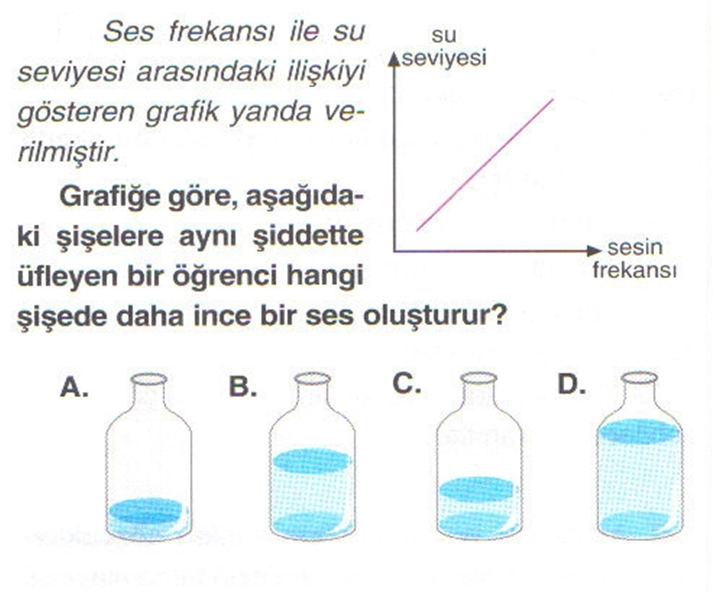 Ses frekansı ile su
seviyesi arasındaki ilişkiyi
gösteren grafik yanda ve-
rilmiştir.
Grafiğe göre, aşağıda-
ki şişelere aynı şiddette
üfleyen bir öğrenci hangi
şişede daha ince bir ses oluşturur?
su
seviyesi
sesin
frekansı
A.
B.
C.
D.